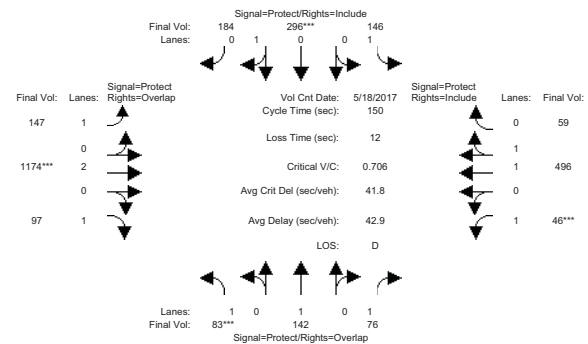 Signal=Protect/Rights=Include
Final Vol: 184 296*** 146
Lanes: 0 1 0 0 1
Signal=Protect
Final Vol: Lanes: Rights=Overlap
Vol Cnt Date: 5/18/2017
Cycle Time (sec): 150
Signal=Protect
Rights=Include Lanes: Final Vol:
147 1
0 59
Loss Time (sec): 12
0
1
1174*** 2
Critical V/C: 0.706
1 496
0
Avg Crit Del (sec/veh): 41.8
0
97 1
Avg Delay (sec/veh): 42.9
1 46***
LOS: D
Lanes: 1 0 1 0 1
Final Vol: 83*** 142 76
Signal=Protect/Rights=Overlap